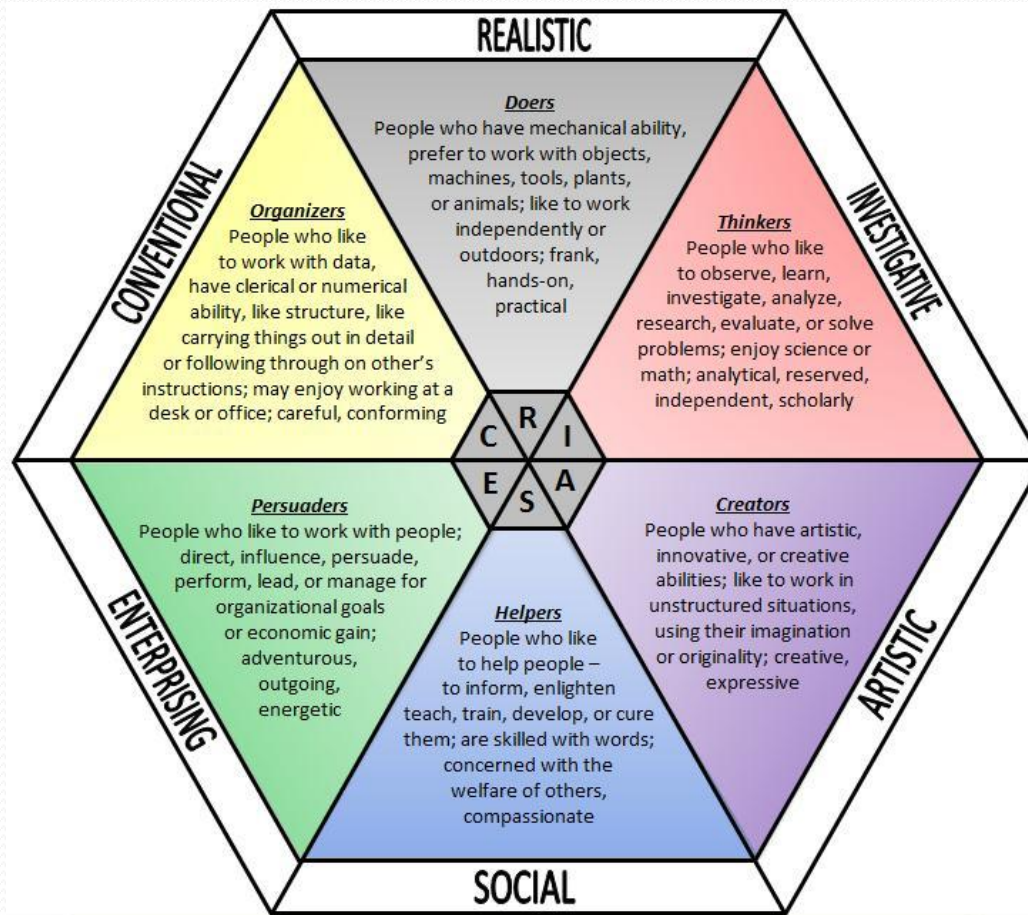 REALISTIC
Doers
People who have mechanical ability,
prefer to work with objects,
machines, tools, plants,
or animals; like to work
independently or
outdoors; frank,
hands-on,
practical
CONVENTIONAL
Organizers
People who like
to work with data,
have clerical or numerical
ability, like structure, like
carrying things out in detail
or following through on other’s
instructions; may enjoy working at a
desk or office; careful, conforming
INVESTIGATIVE
Thinkers
People who like
to observe, learn,
investigate, analyze,
research, evaluate, or solve
problems; enjoy science or
math; analytical, reserved,
independent, scholarly
C
R
I
E
S
A
ENTERPRISING
Persuaders
People who like to work with people;
direct, influence, persuade,
perform, lead, or manage for
organizational goals
or economic gain;
adventurous,
outgoing,
energetic
Helpers
People who like
to help people –
to inform, enlighten
teach, train, develop, or cure
them; are skilled with words;
concerned with the
welfare of others,
compassionate
Creators
People who have artistic,
innovative, or creative
abilities; like to work in
unstructured situations,
using their imagination
or originality; creative,
expressive
ARTISTIC
SOCIAL